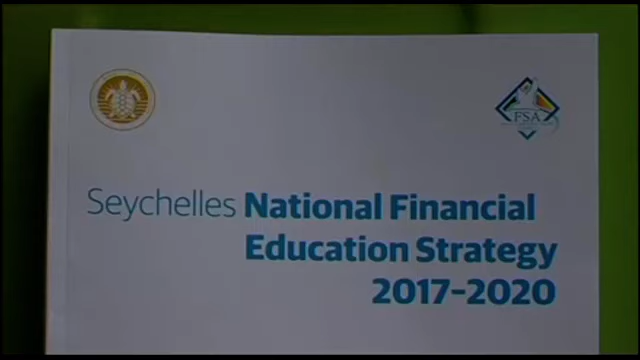 FSA
Seychelles National Financial
Education Strategy
2017–2020